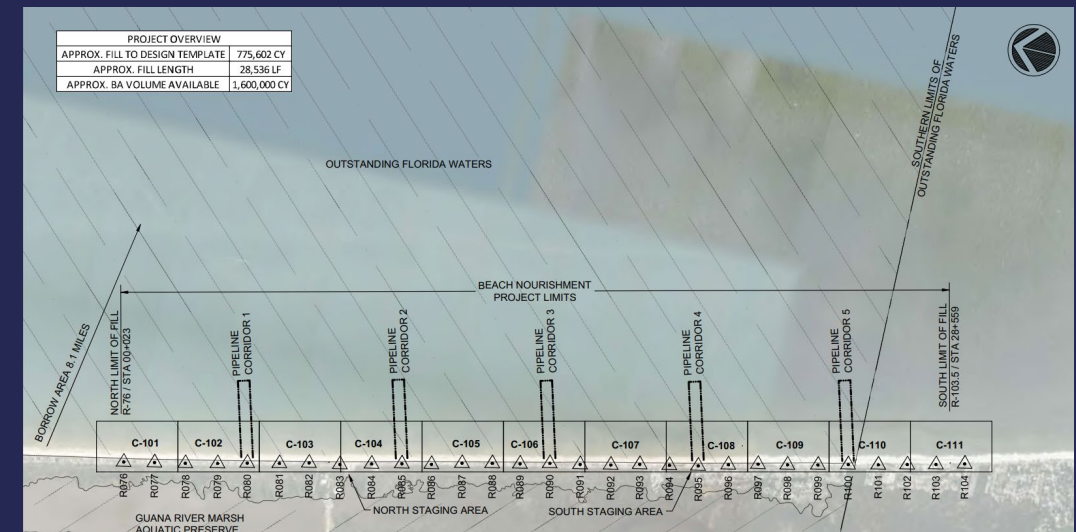 PROJECT OVERVIEW
APPROX. FILL TO DESIGN TEMPLATE 775,602 CY
APPROX. FILL LENGTH 28,536 LF
APPROX. BA VOLUME AVAILABLE 1,600,000 CY
OUTSTANDING FLORIDA WATERS
SOUTHERN LIMITS OF
OUTSTANDING FLORIDA WATERS
BEACH NOURISHMENT
PROJECT LIMITS
BORROW AREA 8.1 MILES
NORTH LIMIT OF FILL
R-76 / STA 00+023
PIPELINE
CORRIDOR 1
PIPELINE
CORRIDOR 2
PIPELINE
CORRIDOR 3
PIPELINE
CORRIDOR 4
PIPELINE
CORRIDOR 5
SOUTH LIMIT OF FILL
R-103.5 / STA 28+559
C-101 C-102 C-103 C-104 C-105 C-106 C-107 C-108 C-109 C-110 C-111
R076 R077 R078 R079 R080 R081 R082 R083 R084 R085 R086 R087 R088 R089 R090 R091 R092 R093 R094 R095 R096 R097 R098 R099 R100 R101 R102 R103 R104
NORTH STAGING AREA
SOUTH STAGING AREA
GUANA RIVER MARSH
AQUATIC PRESERVE